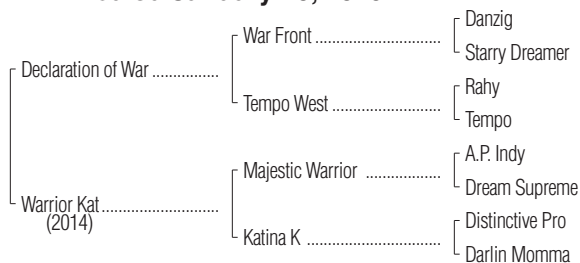 Danzig
War Front ..........................
Starry Dreamer
Declaration of War ................
Rahy
Tempo West ......................
Tempo
A.P. Indy
Majestic Warrior ..................
Dream Supreme
Warrior Kat............................
(2014)
Distinctive Pro
Katina K ................................
Darlin Momma